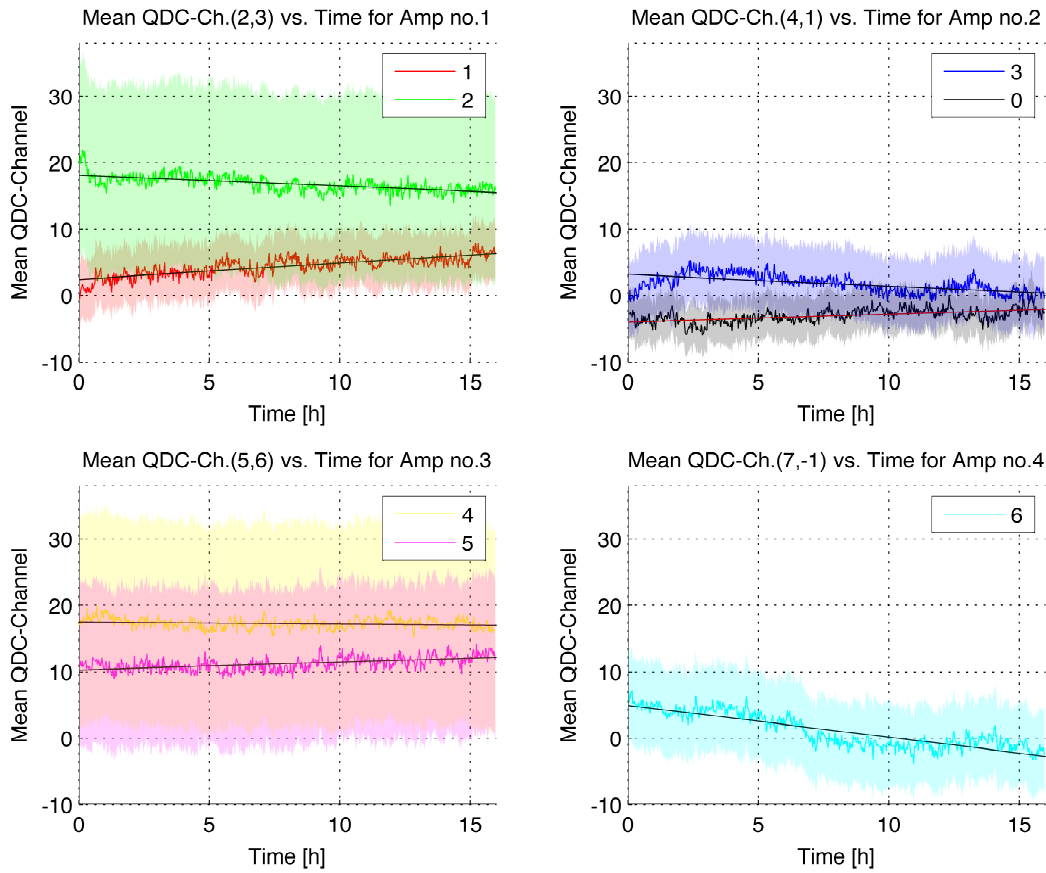 Mean QDC-Ch.(2,3) vs. Time for Amp no.1
Mean QDC-Channel
30
20
10
0
-10
0 5 10 15
Time [h]
1
2
Mean QDC-Ch.(4,1) vs. Time for Amp no.2
Mean QDC-Channel
30
20
10
0
-10
0 5 10 15
Time [h]
3
0
Mean QDC-Ch.(5,6) vs. Time for Amp no.3
Mean QDC-Channel
30
20
10
0
-10
0 5 10 15
Time [h]
4
5
Mean QDC-Ch.(7,-1) vs. Time for Amp no.4
Mean QDC-Channel
30
20
10
0
-10
0 5 10 15
Time [h]
6